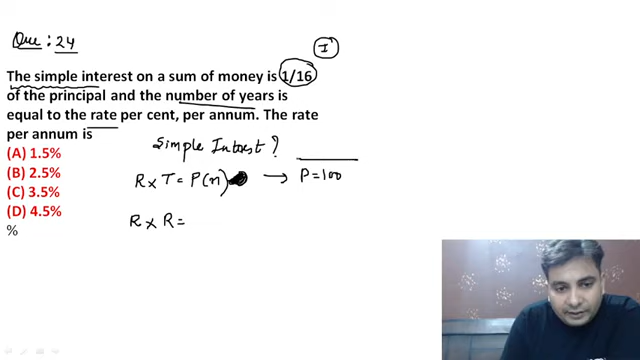 Que : 24
I
The simple interest on a sum of money is 1/16
of the principal and the number of years is
equal to the rate per cent, per annum. The rate
per annum is
Simple Interest ?
(A) 1.5%
(B) 2.5%
R × T = P(n) → P = 100
(C) 3.5%
(D) 4.5%
R × R =
%